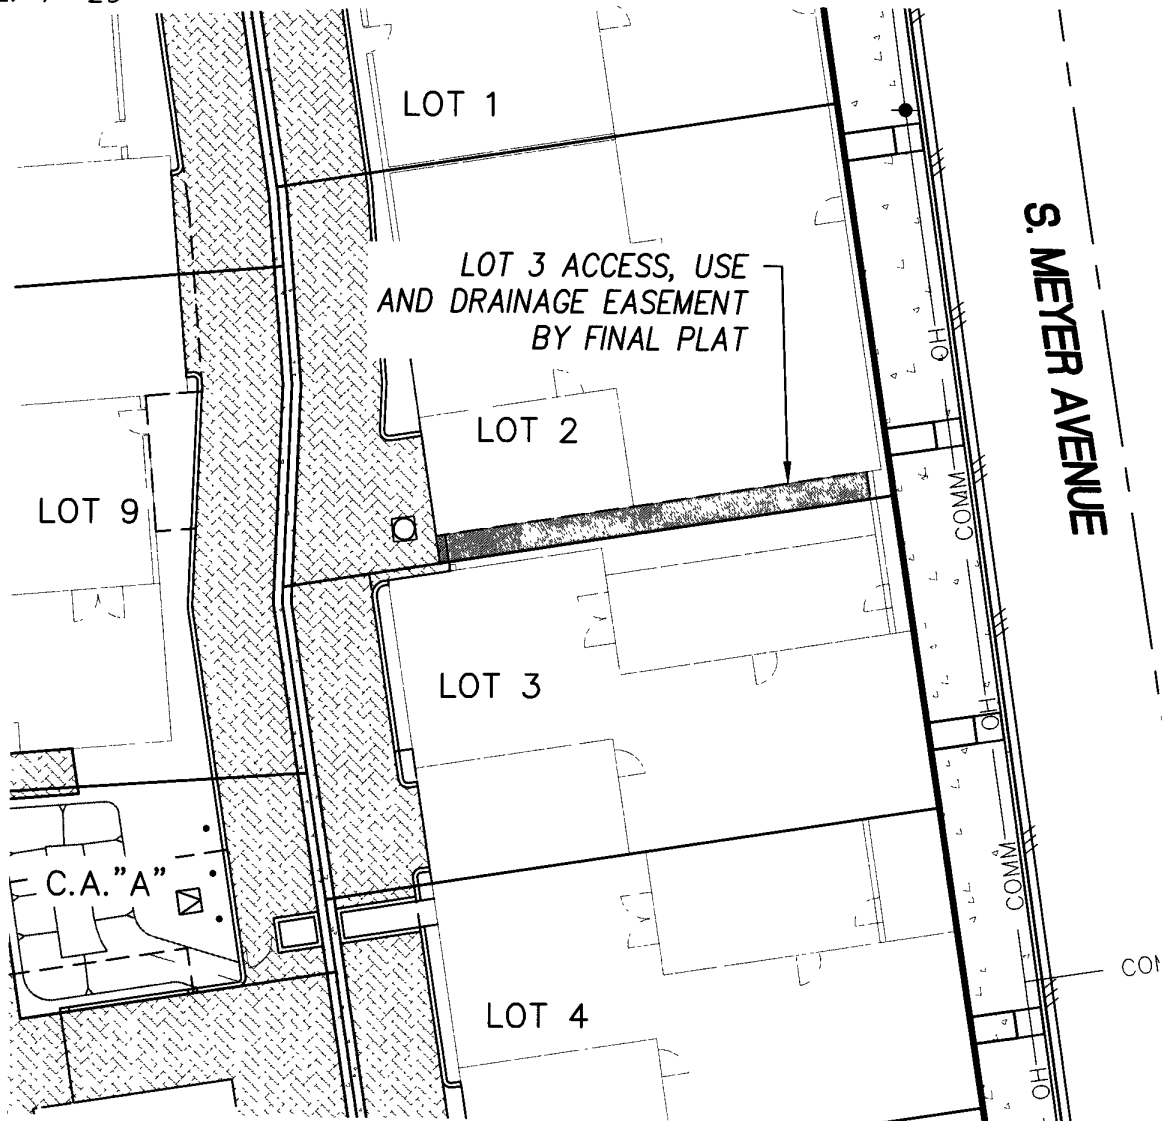 LOT 1
S. MEYER AVENUE
LOT 3 ACCESS, USE
AND DRAINAGE EASEMENT
BY FINAL PLAT
OH
LOT 2
COMM
LOT 9
LOT 3
OH
COMM
C.A."A"
COM
LOT 4
OH